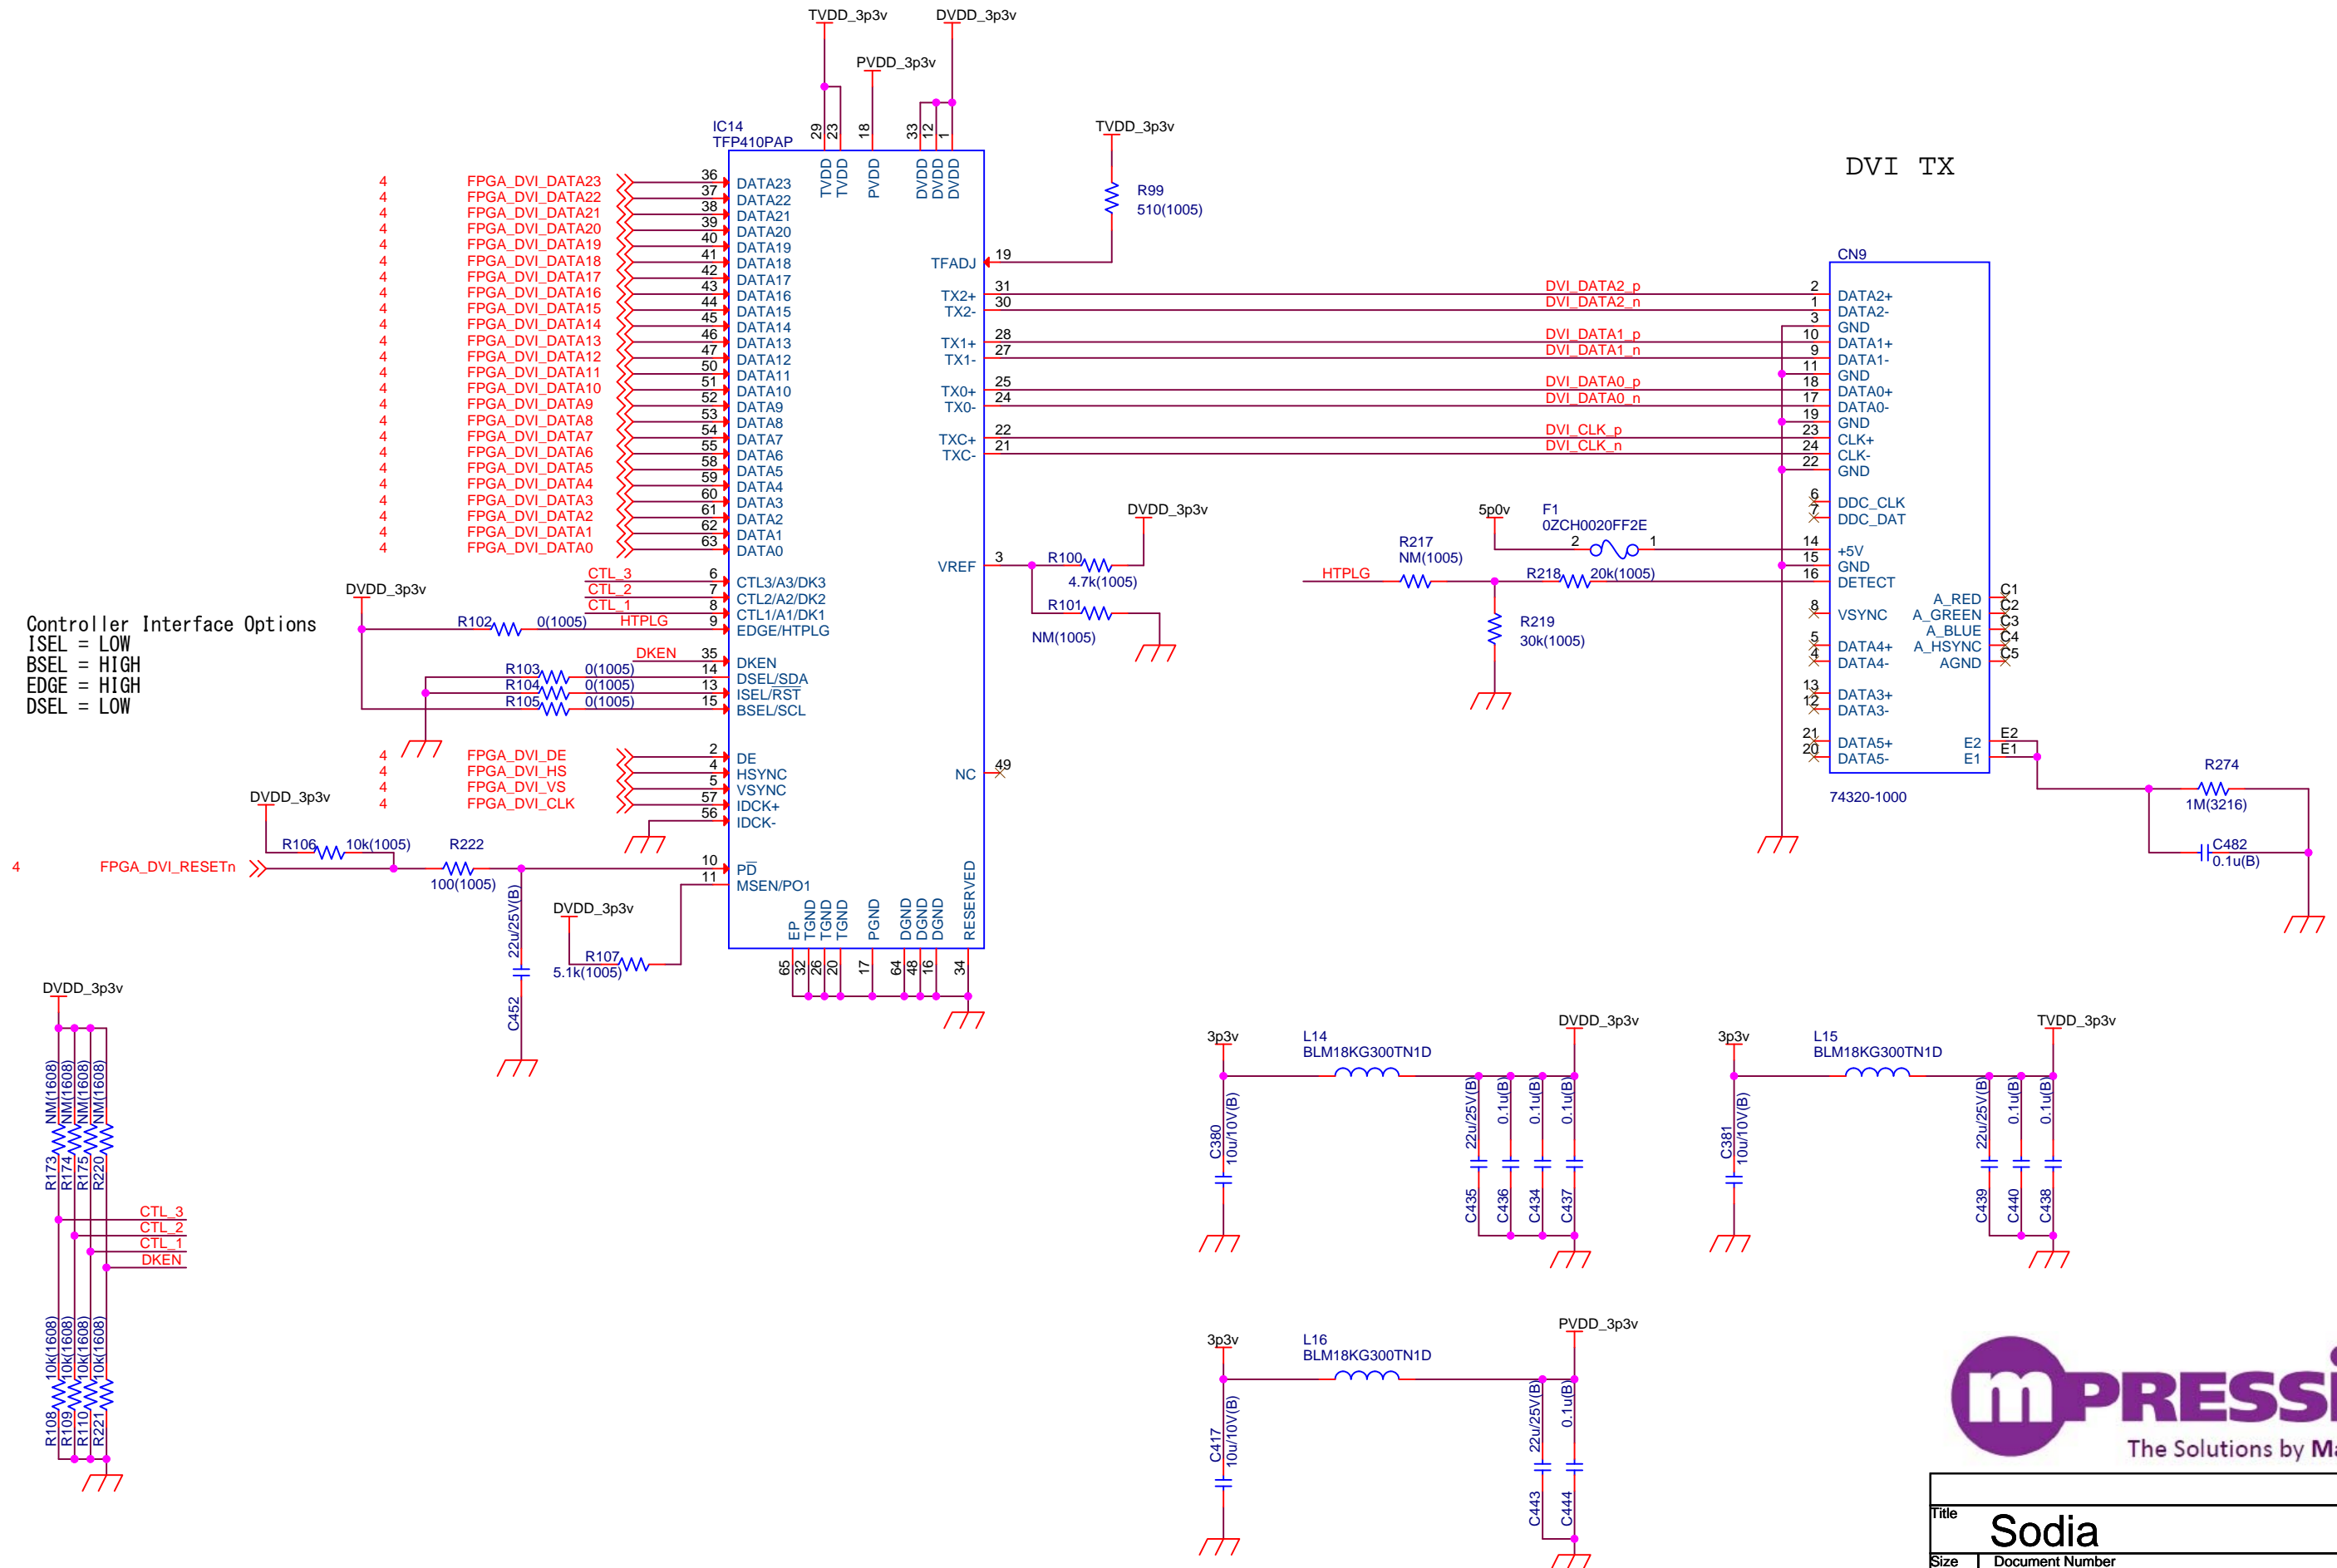 TVDD_3p3v DVDD_3p3v
PVDD_3p3v
IC14
TFP410PAP
29 23 18 33 12 1
TVDD TVDD PVDD DVDD DVDD DVDD
TVDD_3p3v
R99
510(1005)
DVI TX
4 FPGA_DVI_DATA23 36 DATA23
4 FPGA_DVI_DATA22 37 DATA22
4 FPGA_DVI_DATA21 38 DATA21
4 FPGA_DVI_DATA20 39 DATA20
4 FPGA_DVI_DATA19 40 DATA19
4 FPGA_DVI_DATA18 41 DATA18
4 FPGA_DVI_DATA17 42 DATA17
4 FPGA_DVI_DATA16 43 DATA16
4 FPGA_DVI_DATA15 44 DATA15
4 FPGA_DVI_DATA14 45 DATA14
4 FPGA_DVI_DATA13 46 DATA13
4 FPGA_DVI_DATA12 47 DATA12
4 FPGA_DVI_DATA11 50 DATA11
4 FPGA_DVI_DATA10 51 DATA10
4 FPGA_DVI_DATA9 52 DATA9
4 FPGA_DVI_DATA8 53 DATA8
4 FPGA_DVI_DATA7 54 DATA7
4 FPGA_DVI_DATA6 55 DATA6
4 FPGA_DVI_DATA5 58 DATA5
4 FPGA_DVI_DATA4 59 DATA4
4 FPGA_DVI_DATA3 60 DATA3
4 FPGA_DVI_DATA2 61 DATA2
4 FPGA_DVI_DATA1 62 DATA1
4 FPGA_DVI_DATA0 63 DATA0
CTL_3 6 CTL3/A3/DK3
CTL_2 7 CTL2/A2/DK2
CTL_1 8 CTL1/A1/DK1
DVDD_3p3v
R102 0(1005) HTPLG 9 EDGE/HTPLG
DKEN 35 DKEN
R103 0(1005) 14 DSEL/SDA
R104 0(1005) 13 ISEL/RST
R105 0(1005) 15 BSEL/SCL
Controller Interface Options
ISEL = LOW
BSEL = HIGH
EDGE = HIGH
DSEL = LOW
4 FPGA_DVI_DE 2 DE
4 FPGA_DVI_HS 4 HSYNC
4 FPGA_DVI_VS 5 VSYNC
4 FPGA_DVI_CLK 57 IDCK+
56 IDCK-
DVDD_3p3v
R106 10k(1005)
R222
100(1005)
4 FPGA_DVI_RESETn 10 PD
11 MSEN/PO1
22u/25V(B)
C452
DVDD_3p3v
R107
5.1k(1005)
EP TGND TGND TGND PGND DGND DGND DGND RESERVED
65 32 26 20 17 64 48 16 34
TFADJ 19
TX2+ 31
TX2- 30
TX1+ 28
TX1- 27
TX0+ 25
TX0- 24
TXC+ 22
TXC- 21
VREF 3
NC 49
DVDD_3p3v
R100
4.7k(1005)
R101
NM(1005)
DVI_DATA2_p
DVI_DATA2_n
DVI_DATA1_p
DVI_DATA1_n
DVI_DATA0_p
DVI_DATA0_n
DVI_CLK_p
DVI_CLK_n
5p0v
F1
0ZCH0020FF2E
2 1
R217
NM(1005)
HTPLG
R218 20k(1005)
R219
30k(1005)
CN9
2 DATA2+
1 DATA2-
3 GND
10 DATA1+
9 DATA1-
11 GND
18 DATA0+
17 DATA0-
19 GND
23 CLK+
24 CLK-
22 GND
6 DDC_CLK
7 DDC_DAT
14 +5V
15 GND
16 DETECT
8 VSYNC
5 DATA4+
4 DATA4-
13 DATA3+
12 DATA3-
21 DATA5+
20 DATA5-
A_RED C1
A_GREEN C2
A_BLUE C3
A_HSYNC C4
AGND C5
E2 E2
E1 E1
74320-1000
R274
1M(3216)
C482
0.1u(B)
DVDD_3p3v
NM(1608) NM(1608) NM(1608) NM(1608)
R173 R174 R175 R220
CTL_3
CTL_2
CTL_1
DKEN
10k(1608) 10k(1608) 10k(1608) 10k(1608)
R108 R109 R110 R221
3p3v
L14
BLM18KG300TN1D
DVDD_3p3v
C380
10u/10V(B)
22u/25V(B) 0.1u(B) 0.1u(B) 0.1u(B)
C435 C436 C434 C437
3p3v
L15
BLM18KG300TN1D
TVDD_3p3v
C381
10u/10V(B)
22u/25V(B) 0.1u(B) 0.1u(B)
C439 C440 C438
3p3v
L16
BLM18KG300TN1D
PVDD_3p3v
C417
10u/10V(B)
22u/25V(B) 0.1u(B)
C443 C444
mPRESSi
The Solutions by Ma
Title
Sodia
Size Document Number